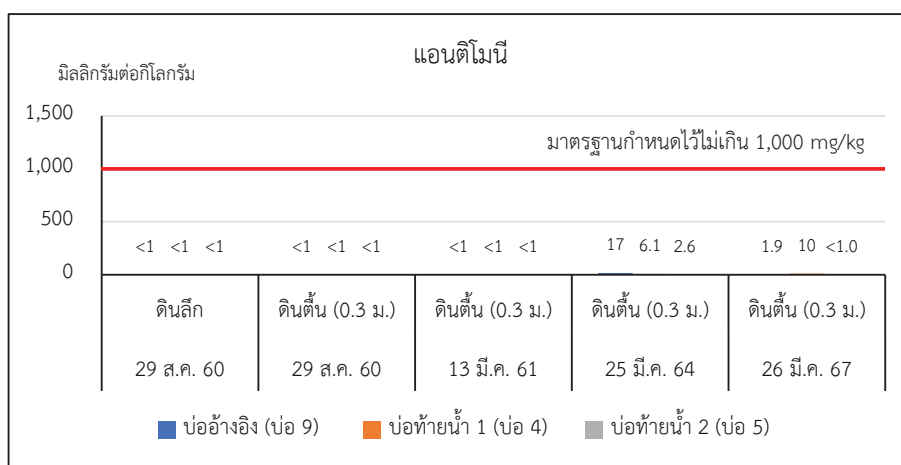 แอนติโมนี
มิลลิกรัมต่อกิโลกรัม
1,500
มาตรฐานกำหนดไว้ไม่เกิน 1,000 mg/kg
1,000
500
<1 <1 <1 <1 <1 <1 <1 <1 <1 17 6.1 2.6 1.9 10 <1.0
0
ดินลึก ดินตื้น (0.3 ม.) ดินตื้น (0.3 ม.) ดินตื้น (0.3 ม.) ดินตื้น (0.3 ม.)
29 ส.ค. 60 29 ส.ค. 60 13 มี.ค. 61 25 มี.ค. 64 26 มี.ค. 67
บ่ออ้างอิง (บ่อ 9) บ่อท้ายน้ำ 1 (บ่อ 4) บ่อท้ายน้ำ 2 (บ่อ 5)